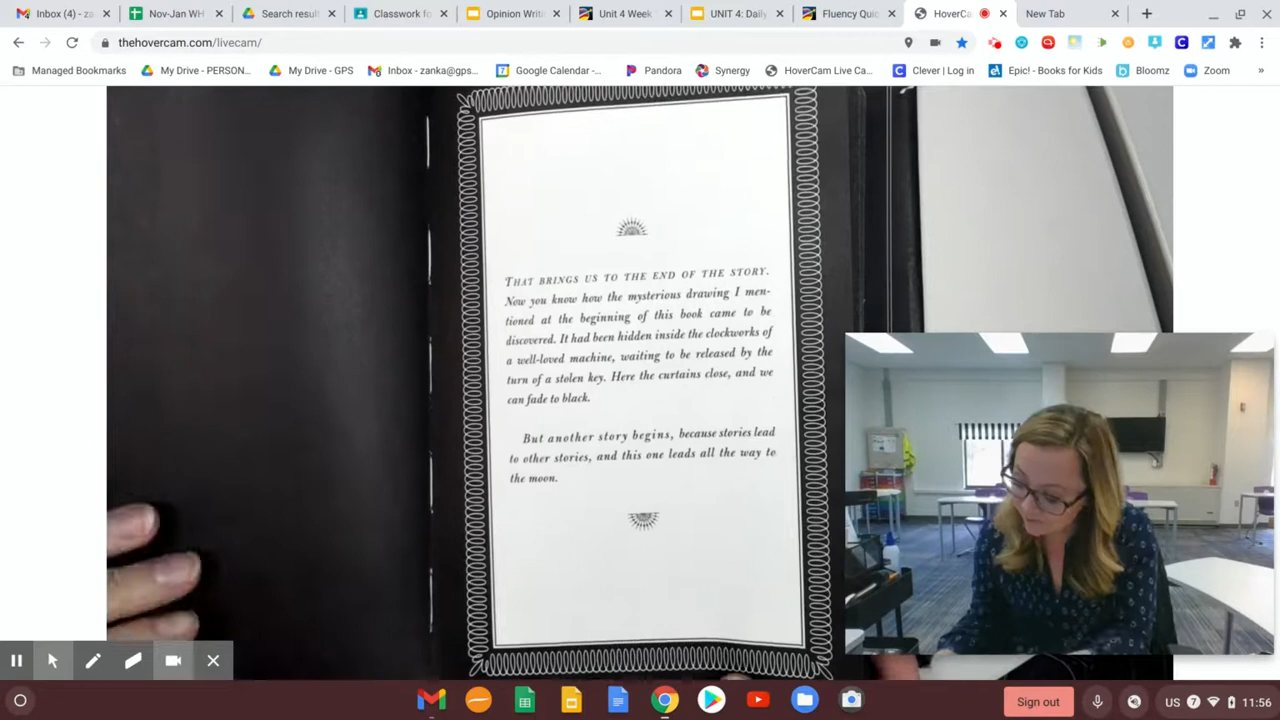 Inbox (4) - za
Nov-Jan WH
Search resul
Classwork fo
Opinion Writ
Unit 4 Week
UNIT 4: Daily
Fluency Quic
HoverCa
New Tab
thehovercam.com/livecam/
Managed Bookmarks
My Drive - PERSON...
My Drive - GPS
Inbox - zanka@gps...
Google Calendar -...
Pandora
Synergy
HoverCam Live Ca...
Clever | Log in
Epic! - Books for Kids
Bloomz
Zoom
»
THAT BRINGS US TO THE END OF THE STORY.
Now you know how the mysterious drawing I men-
tioned at the beginning of this book came to be
discovered. It had been hidden inside the clockworks of
a well-loved machine, waiting to be released by the
turn of a stolen key. Here the curtains close, and we
can fade to black.
But another story begins, because stories lead
to other stories, and this one leads all the way to
the moon.
Sign out
US
7
11:56